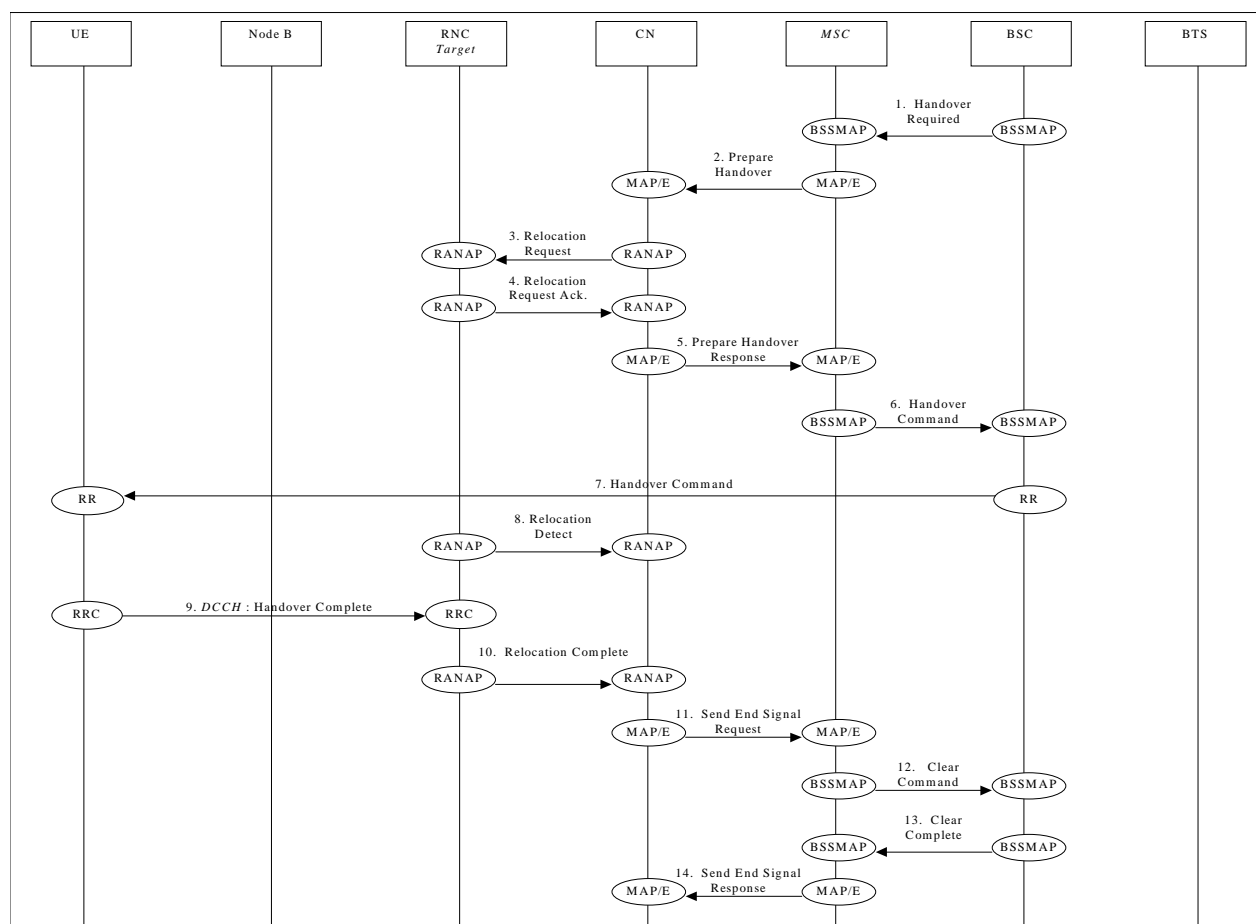 UE
Node B
RNC
Target
CN
MSC
BSC
BTS
1. Handover
Required
BSSMAP
BSSMAP
2. Prepare
Handover
MAP/E
MAP/E
3. Relocation
Request
RANAP
RANAP
4. Relocation
Request Ack.
RANAP
RANAP
5. Prepare Handover
Response
MAP/E
MAP/E
6. Handover
Command
BSSMAP
BSSMAP
7. Handover Command
RR
RR
8. Relocation
Detect
RANAP
RANAP
9. DCCH : Handover Complete
RRC
RRC
10. Relocation Complete
RANAP
RANAP
11. Send End Signal
Request
MAP/E
MAP/E
12. Clear
Command
BSSMAP
BSSMAP
13. Clear
Complete
BSSMAP
BSSMAP
14. Send End Signal
Response
MAP/E
MAP/E